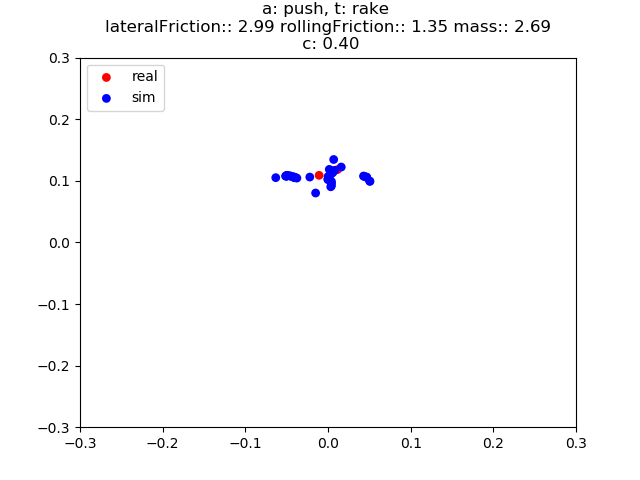 a: push, t: rake
lateralFriction:: 2.99 rollingFriction:: 1.35 mass:: 2.69
c: 0.40
real
sim
0.3
0.2
0.1
0.0
−0.1
−0.2
−0.3
−0.3 −0.2 −0.1 0.0 0.1 0.2 0.3